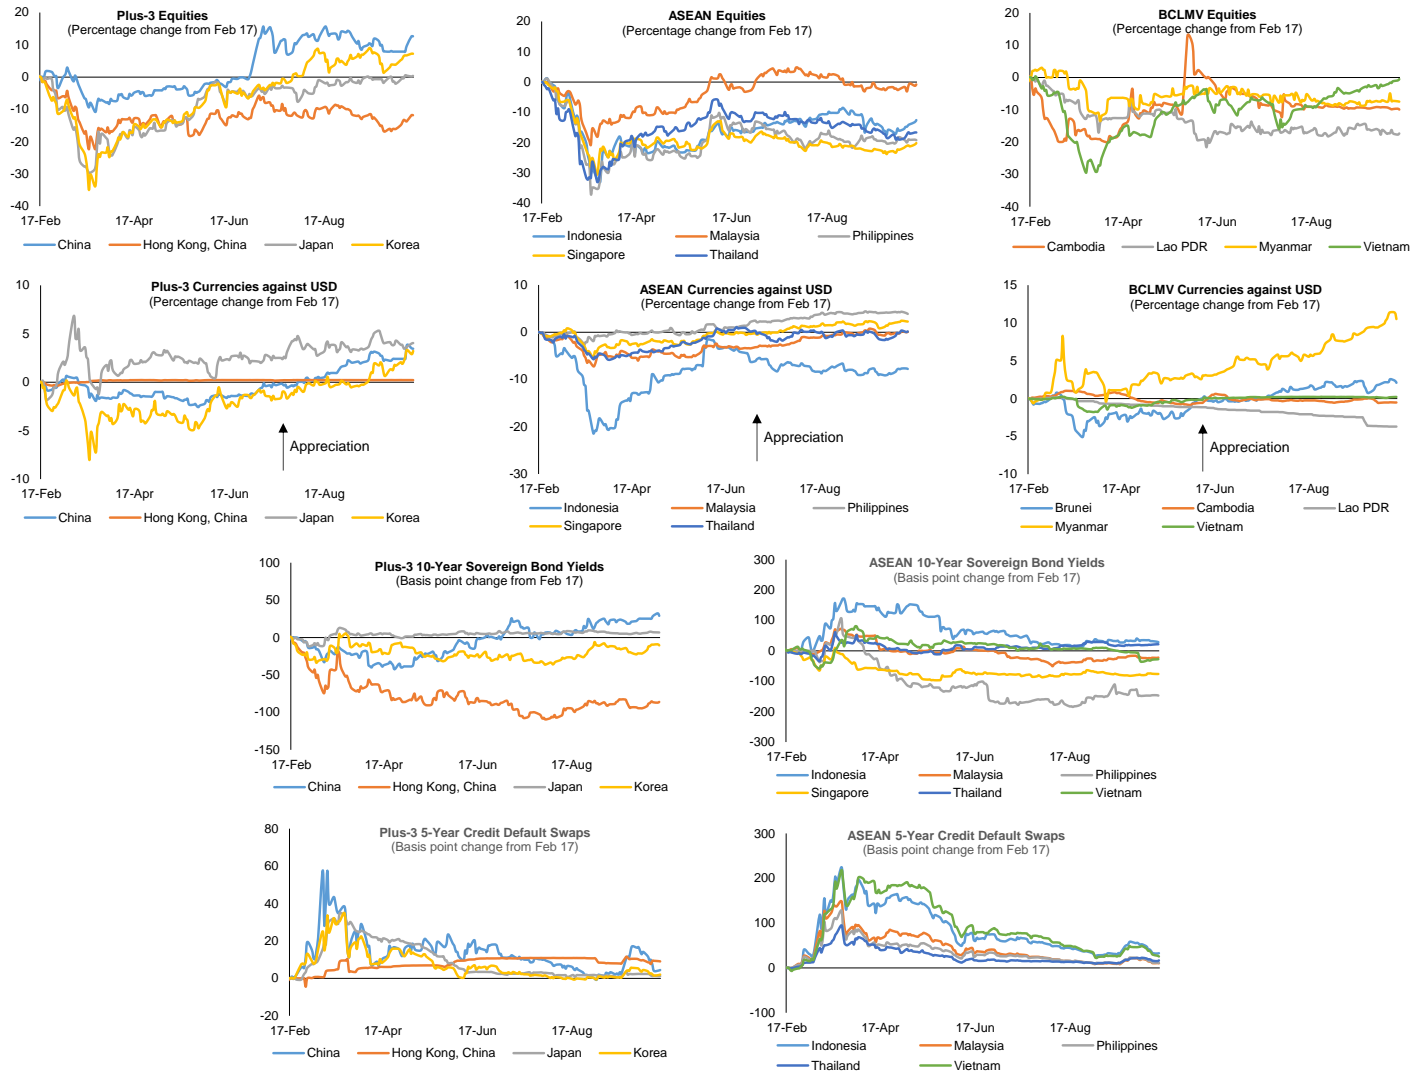 Plus-3 Equities
(Percentage change from Feb 17)
20
10
0
-10
-20
-30
-40
17-Feb 17-Apr 17-Jun 17-Aug
China Hong Kong, China Japan Korea
ASEAN Equities
(Percentage change from Feb 17)
20
10
0
-10
-20
-30
-40
17-Feb 17-Apr 17-Jun 17-Aug
Indonesia Malaysia Philippines
Singapore Thailand
BCLMV Equities
(Percentage change from Feb 17)
20
10
0
-10
-20
-30
-40
17-Feb 17-Apr 17-Jun 17-Aug
Cambodia Lao PDR Myanmar Vietnam
Plus-3 Currencies against USD
(Percentage change from Feb 17)
10
5
0
-5
-10
Appreciation
17-Feb 17-Apr 17-Jun 17-Aug
China Hong Kong, China Japan Korea
ASEAN Currencies against USD
(Percentage change from Feb 17)
10
0
-10
-20
-30
Appreciation
17-Feb 17-Apr 17-Jun 17-Aug
Indonesia Malaysia Philippines
Singapore Thailand
BCLMV Currencies against USD
(Percentage change from Feb 17)
15
10
5
0
-5
-10
Appreciation
17-Feb 17-Apr 17-Jun 17-Aug
Brunei Cambodia Lao PDR
Myanmar Vietnam
Plus-3 10-Year Sovereign Bond Yields
(Basis point change from Feb 17)
100
50
0
-50
-100
-150
17-Feb 17-Apr 17-Jun 17-Aug
China Hong Kong, China Japan Korea
ASEAN 10-Year Sovereign Bond Yields
(Basis point change from Feb 17)
300
200
100
0
-100
-200
-300
17-Feb 17-Apr 17-Jun 17-Aug
Indonesia Malaysia Philippines
Singapore Thailand Vietnam
Plus-3 5-Year Credit Default Swaps
(Basis point change from Feb 17)
80
60
40
20
0
-20
17-Feb 17-Apr 17-Jun 17-Aug
China Hong Kong, China Japan Korea
ASEAN 5-Year Credit Default Swaps
(Basis point change from Feb 17)
300
200
100
0
-100
17-Feb 17-Apr 17-Jun 17-Aug
Indonesia Malaysia Philippines
Thailand Vietnam